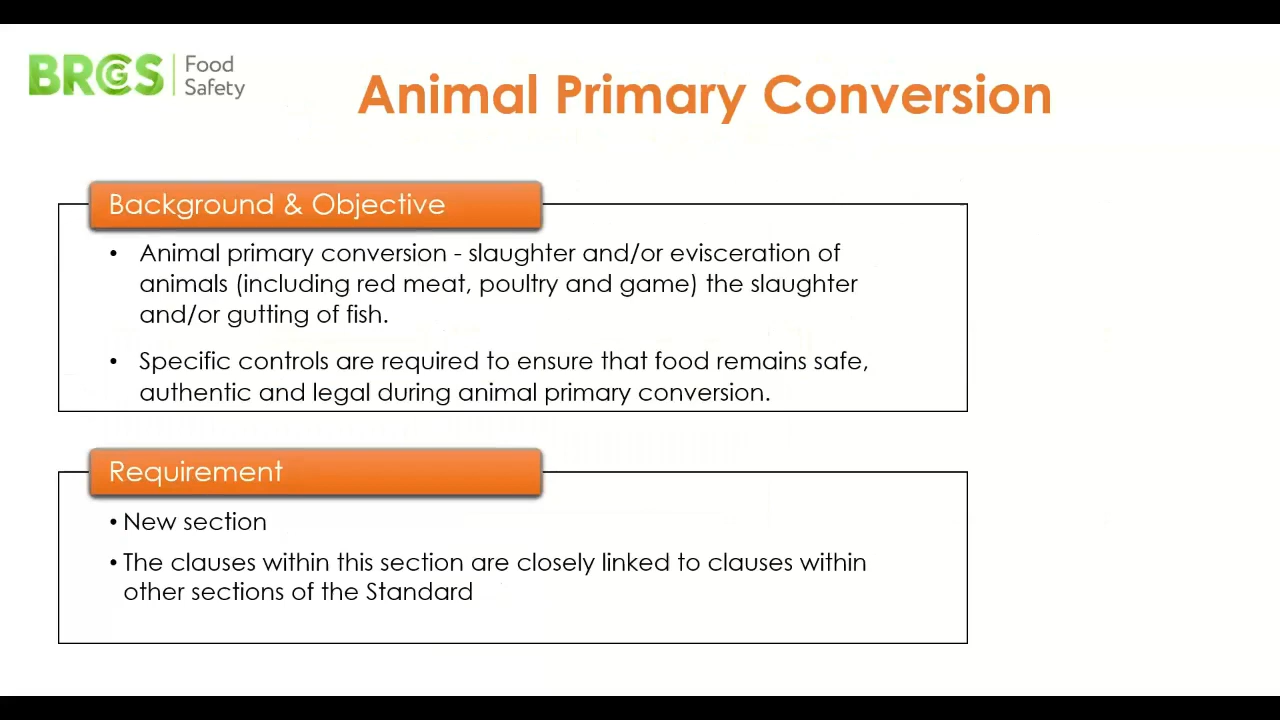 BRCGS Food Safety
Animal Primary Conversion
Background & Objective
• Animal primary conversion - slaughter and/or evisceration of
animals (including red meat, poultry and game) the slaughter
and/or gutting of fish.
• Specific controls are required to ensure that food remains safe,
authentic and legal during animal primary conversion.
Requirement
• New section
• The clauses within this section are closely linked to clauses within
other sections of the Standard